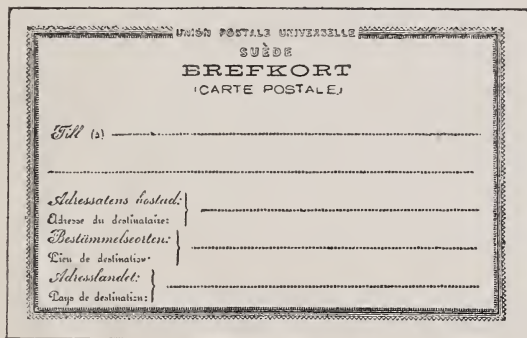 UNION POSTALE UNIVERSELLE
SUÈDE
BREFKORT
(CARTE POSTALE)
Till (à)
Adressatens bostad:
Adresse du destinataire:
Bestämmelseorten:
Lieu de destination:
Adresslandet:
Pays de destination: